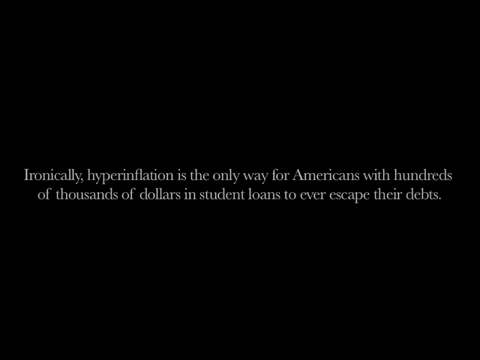 Ironically, hyperinflation is the only way for Americans with hundreds
of thousands of dollars in student loans to ever escape their debts.